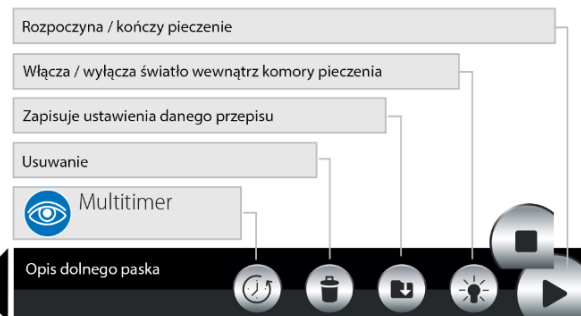 Rozpoczyna / kończy pieczenie
Włącza / wyłącza światło wewnątrz komory pieczenia
Zapisuje ustawienia danego przepisu
Usuwanie
Multitimer
Opis dolnego paska